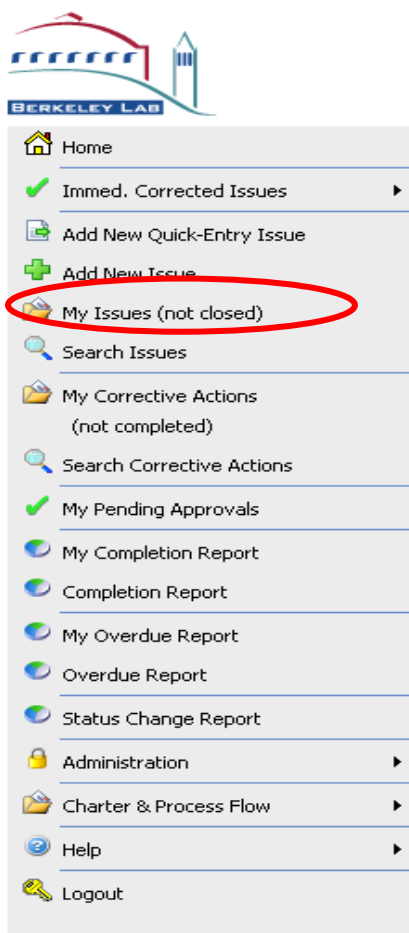 BERKELEY LAB
Home
Immed. Corrected Issues
Add New Quick-Entry Issue
Add New Issue
My Issues (not closed)
Search Issues
My Corrective Actions
(not completed)
Search Corrective Actions
My Pending Approvals
My Completion Report
Completion Report
My Overdue Report
Overdue Report
Status Change Report
Administration
Charter & Process Flow
Help
Logout